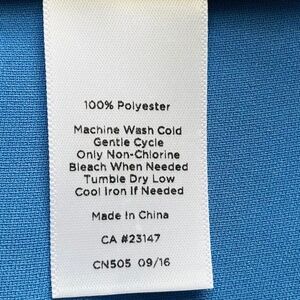 100% Polyester
Machine Wash Cold
Gentle Cycle
Only Non-Chlorine
Bleach When Needed
Tumble Dry Low
Cool Iron If Needed
Made In China
CA #23147
CN505 09/16